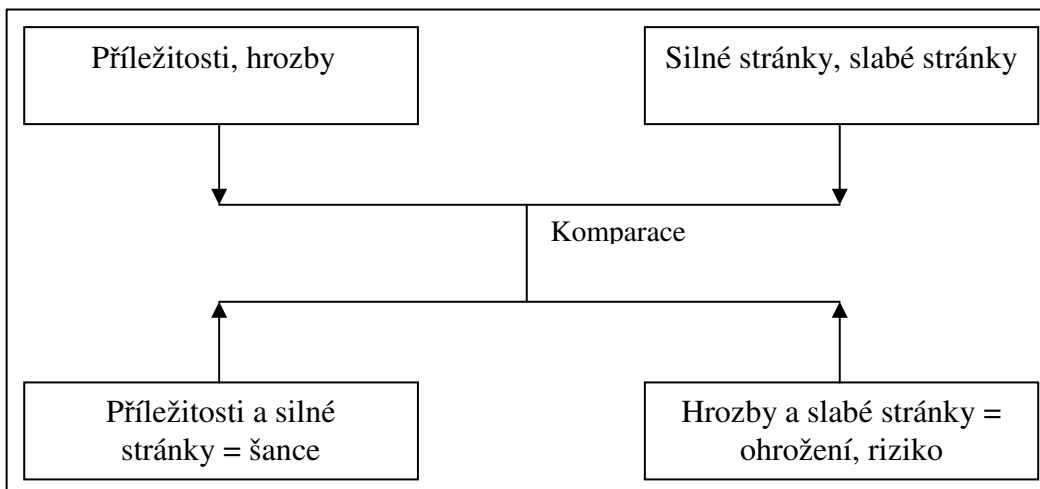 Příležitosti, hrozby
Silné stránky, slabé stránky
Komparace
Příležitosti a silné
stránky = šance
Hrozby a slabé stránky =
ohrožení, riziko